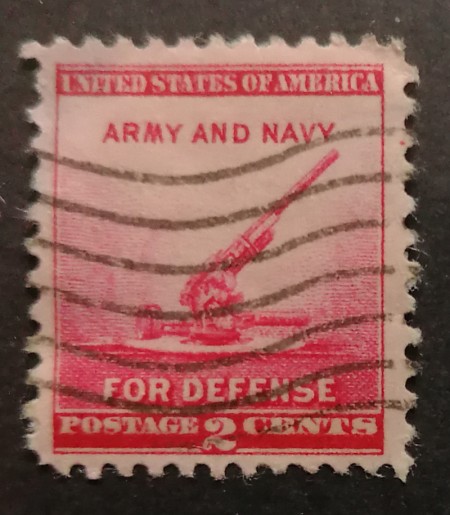 UNITED STATES OF AMERICA
ARMY AND NAVY
FOR DEFENSE
POSTAGE 2 CENTS